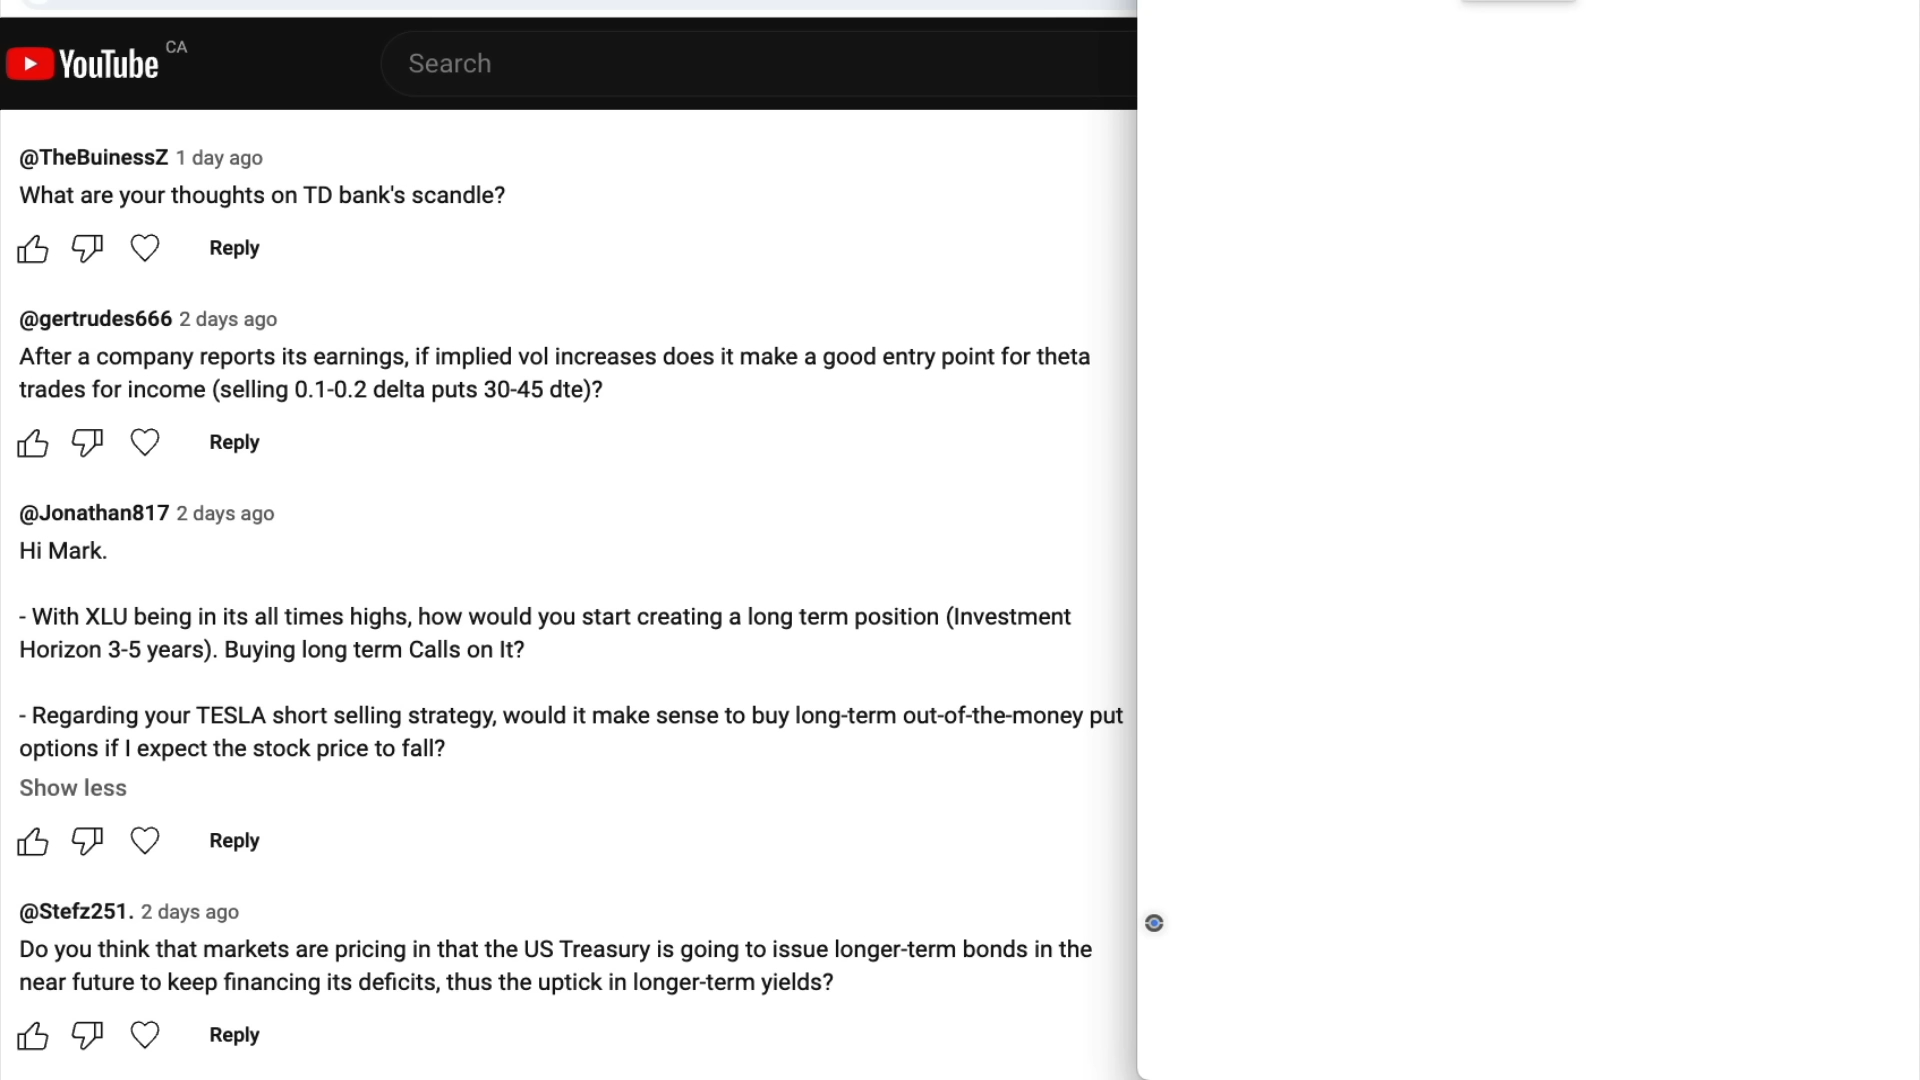 YouTube CA
Search
@TheBuinessZ 1 day ago
What are your thoughts on TD bank's scandle?
Reply
@gertrudes666 2 days ago
After a company reports its earnings, if implied vol increases does it make a good entry point for theta
trades for income (selling 0.1-0.2 delta puts 30-45 dte)?
Reply
@Jonathan817 2 days ago
Hi Mark.
- With XLU being in its all times highs, how would you start creating a long term position (Investment
Horizon 3-5 years). Buying long term Calls on It?
- Regarding your TESLA short selling strategy, would it make sense to buy long-term out-of-the-money put
options if I expect the stock price to fall?
Show less
Reply
@Stefz251. 2 days ago
Do you think that markets are pricing in that the US Treasury is going to issue longer-term bonds in the
near future to keep financing its deficits, thus the uptick in longer-term yields?
Reply